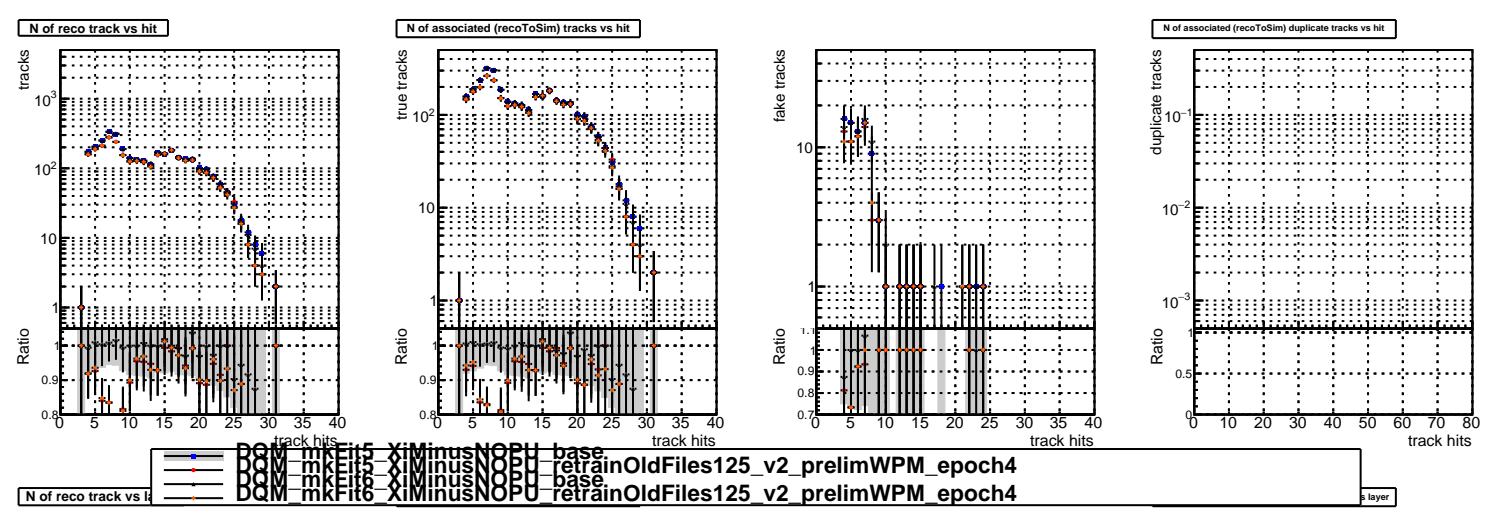 N of reco track vs hit
N of associated (recoToSim) tracks vs hit
N of associated (recoToSim) duplicate tracks vs hit
tracks
10³
10²
10
1
Ratio
1
0.9
0.8
0 5 10 15 20 25 30 35 40
track hits
true tracks
10²
10
1
Ratio
1
0.9
0.8
0 5 10 15 20 25 30 35 40
track hits
fake tracks
10
1
Ratio
1.1
1
0.9
0.8
0.7
0 5 10 15 20 25 30 35 40
track hits
duplicate tracks
10⁻¹
10⁻²
10⁻³
Ratio
1
0.5
0
0 10 20 30 40 50 60 70 80
track hits
DQM_mkFit5_XiMinusNOPU_base
DQM_mkFit5_XiMinusNOPU_retrainOldFiles125_v2_prelimWPM_epoch4
DQM_mkFit6_XiMinusNOPU_base
DQM_mkFit6_XiMinusNOPU_retrainOldFiles125_v2_prelimWPM_epoch4
N of reco track vs la
s layer